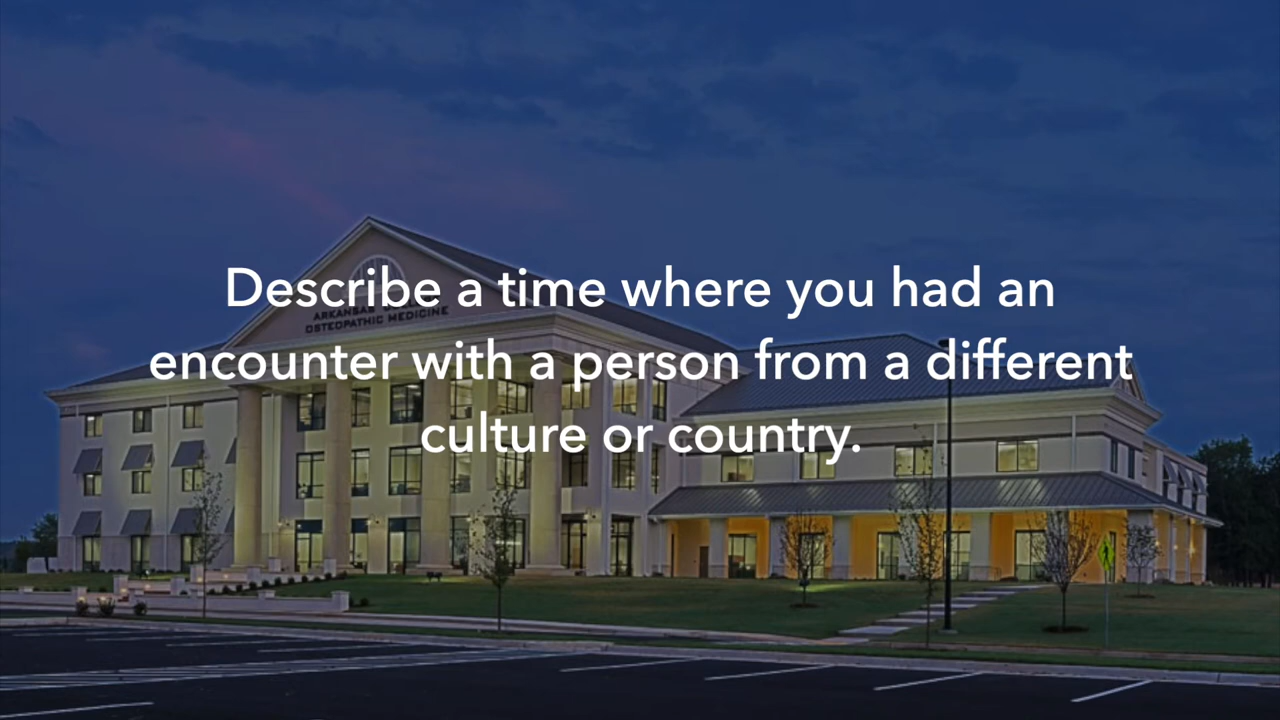 Describe a time where you had an
encounter with a person from a different
culture or country.
ARKANSAS
OSTEOPATHIC MEDICINE